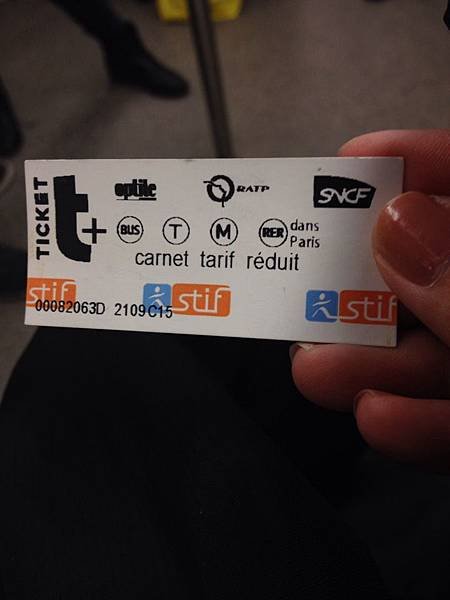 TICKET t+
optile RATP SNCF
BUS T M RER dans Paris
carnet tarif réduit
stif stif stif
00082063D 2109C15